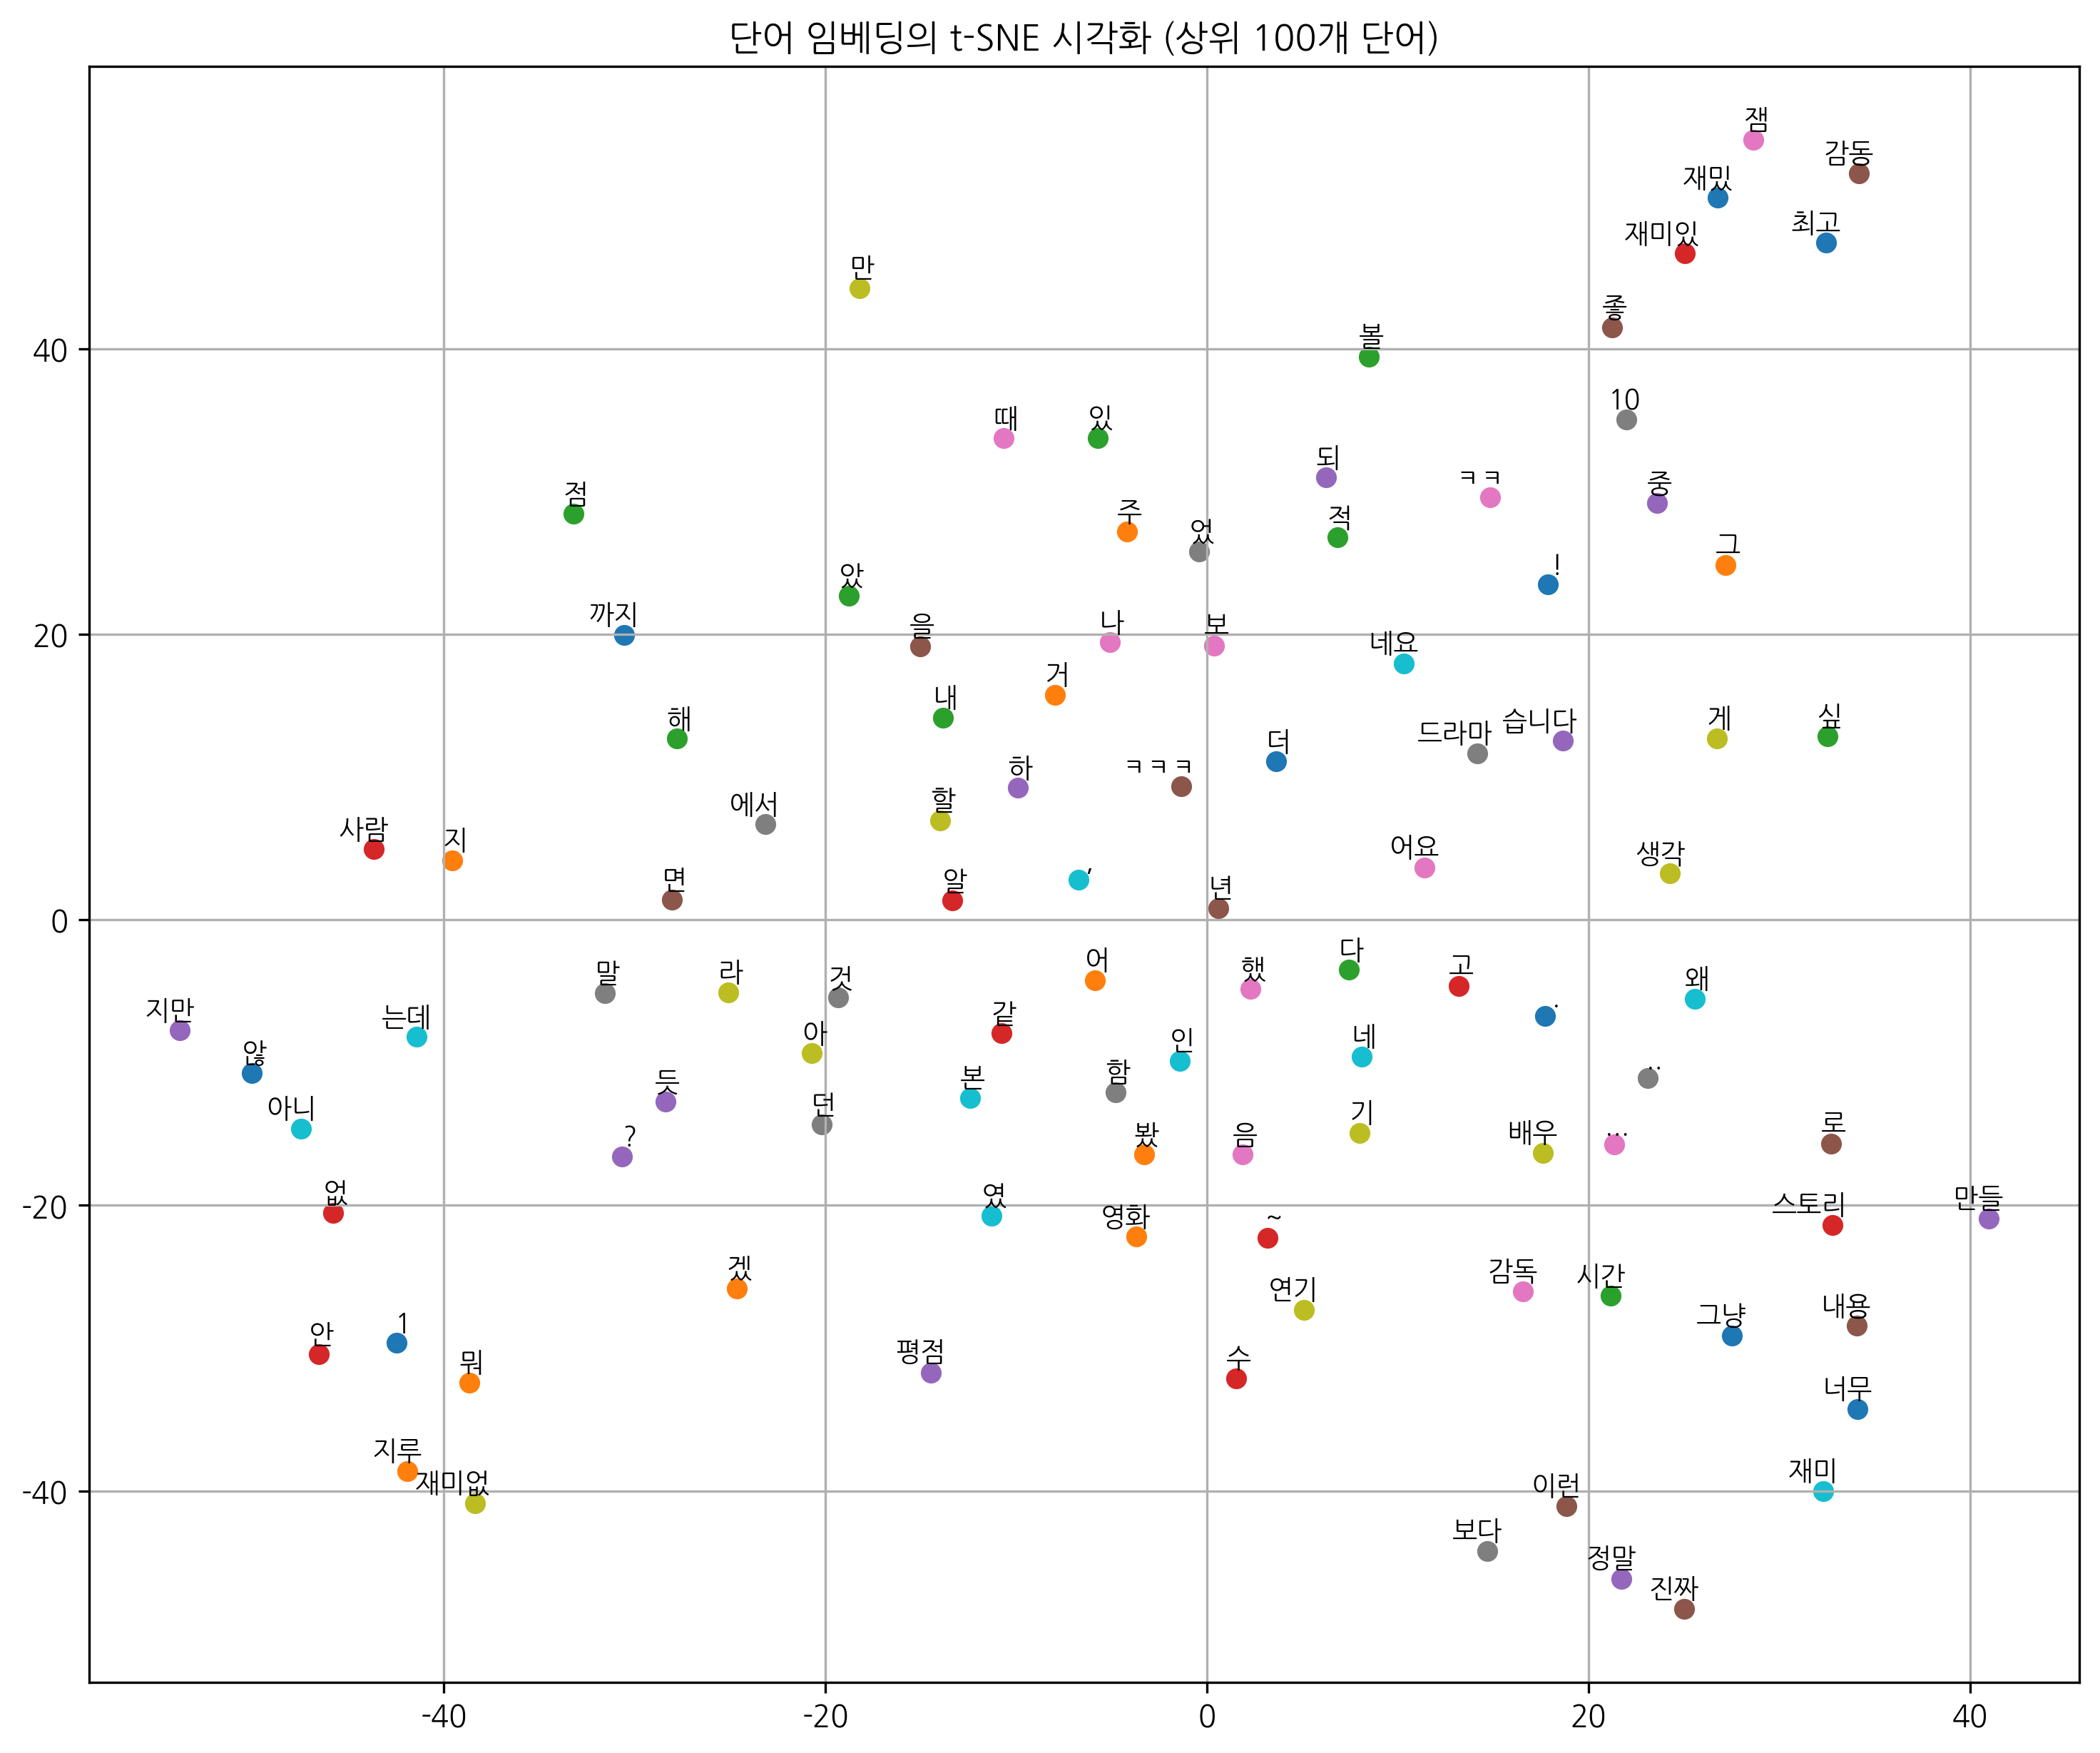 단어 임베딩의 t-SNE 시각화 (상위 100개 단어)
잼
감동
재밌
최고
재미있
만
좋
볼
40
10
때
있
되
ㅋㅋ
중
점
주
었
적
그
!
았
까지
20
을
나
보
네요
거
내
해
더
드라마
습니다
게
싶
하
ㅋㅋㅋ
에서
할
사람
지
어요
생각
면
알
,
년
0
말
라
것
어
했
다
고
왜
지만
는데
않
아
같
인
네
.
..
듯
본
함
아니
던
기
?
봤
음
배우
...
로
없
-20
였
영화
~
스토리
만들
겠
연기
감독
시간
안
1
뭐
평점
수
그냥
내용
너무
지루
재미없
-40
재미
이런
보다
정말
진짜
-40
-20
0
20
40